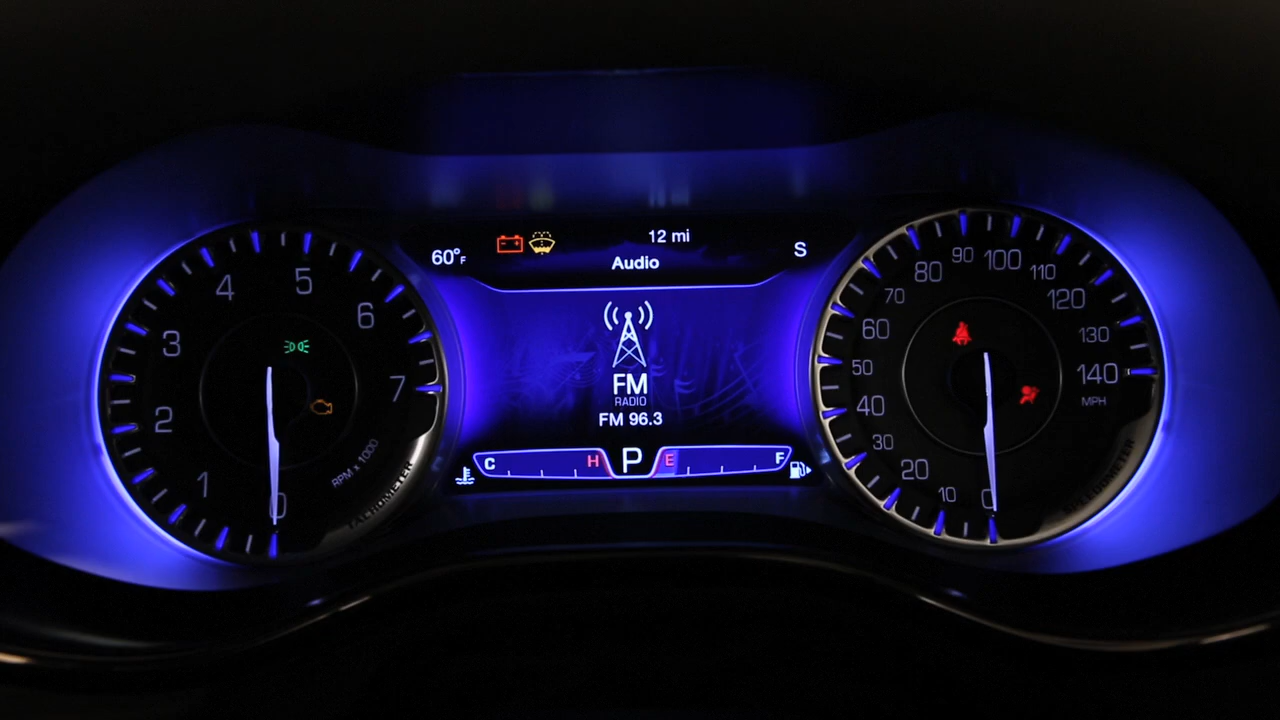 60°F
12 mi
S
Audio
FM
RADIO
FM 96.3
C H P E F
0 1 2 3 4 5 6 7
RPM x 1000
TACHOMETER
0 10 20 30 40 50 60 70 80 90 100 110 120 130 140
MPH
SPEEDOMETER